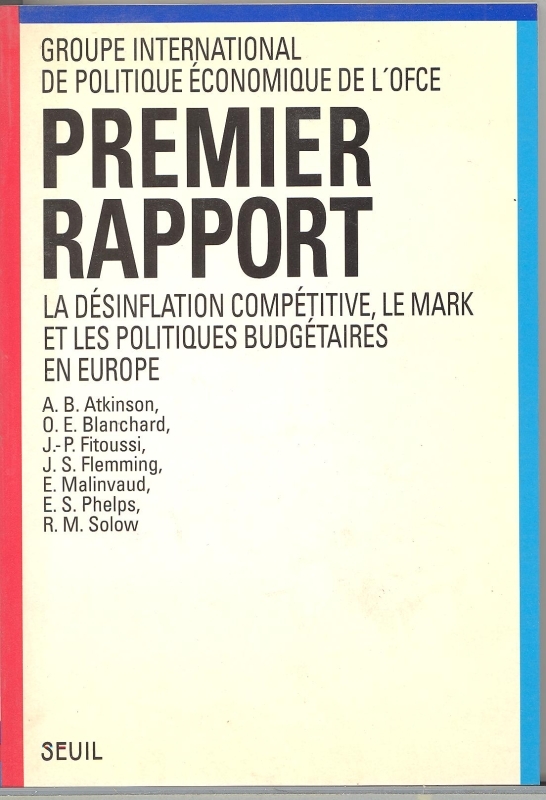 GROUPE INTERNATIONAL
DE POLITIQUE ÉCONOMIQUE DE L'OFCE
PREMIER
RAPPORT
LA DÉSINFLATION COMPÉTITIVE, LE MARK
ET LES POLITIQUES BUDGÉTAIRES
EN EUROPE
A. B. Atkinson,
O. E. Blanchard,
J.-P. Fitoussi,
J. S. Flemming,
E. Malinvaud,
E. S. Phelps,
R. M. Solow
SEUIL